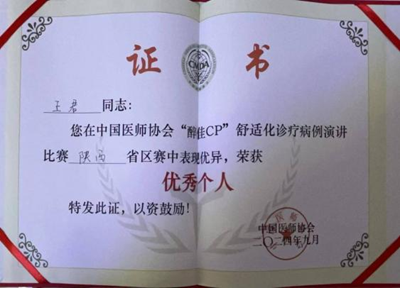 证 书
CMDA
王君 同志：
您在中国医师协会“醉佳CP”舒适化诊疗病例演讲
比赛 陕西 省区赛中表现优异，荣获
优秀个人
特发此证，以资鼓励！
中国医师协会
二〇二四年九月